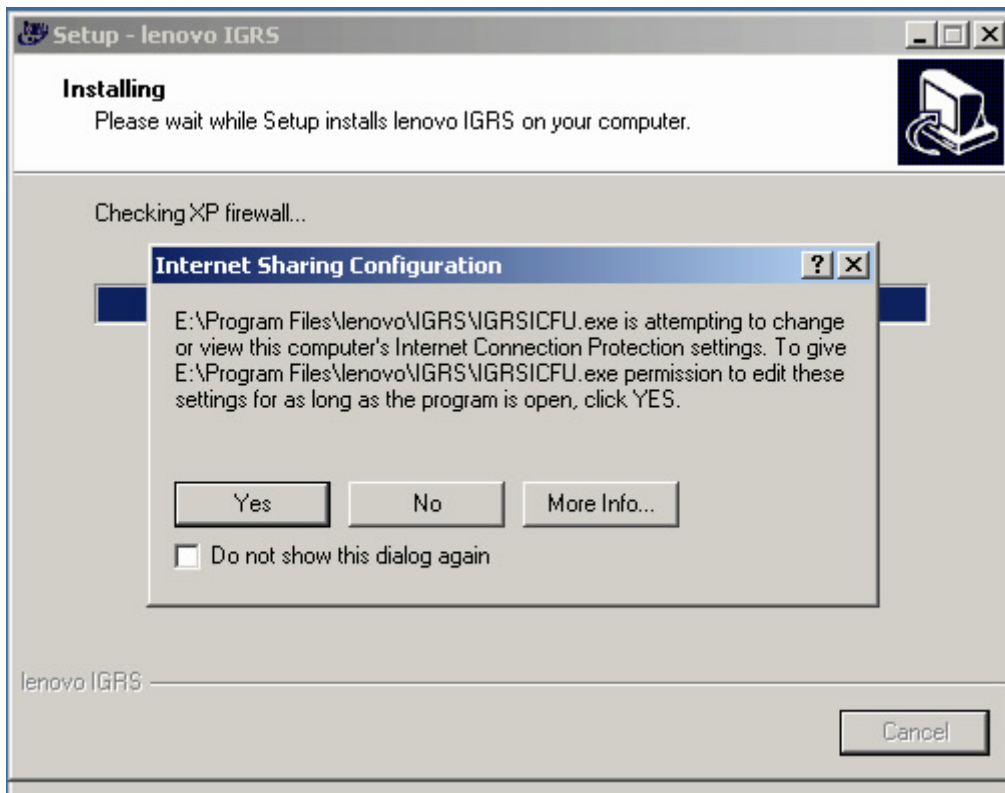 Setup - lenovo IGRS
Installing
Please wait while Setup installs lenovo IGRS on your computer.
Checking XP firewall...
Internet Sharing Configuration
E:\Program Files\lenovo\IGRS\IGRSICFU.exe is attempting to change
or view this computer's Internet Connection Protection settings. To give
E:\Program Files\lenovo\IGRS\IGRSICFU.exe permission to edit these
settings for as long as the program is open, click YES.
Yes No More Info...
Do not show this dialog again
lenovo IGRS
Cancel